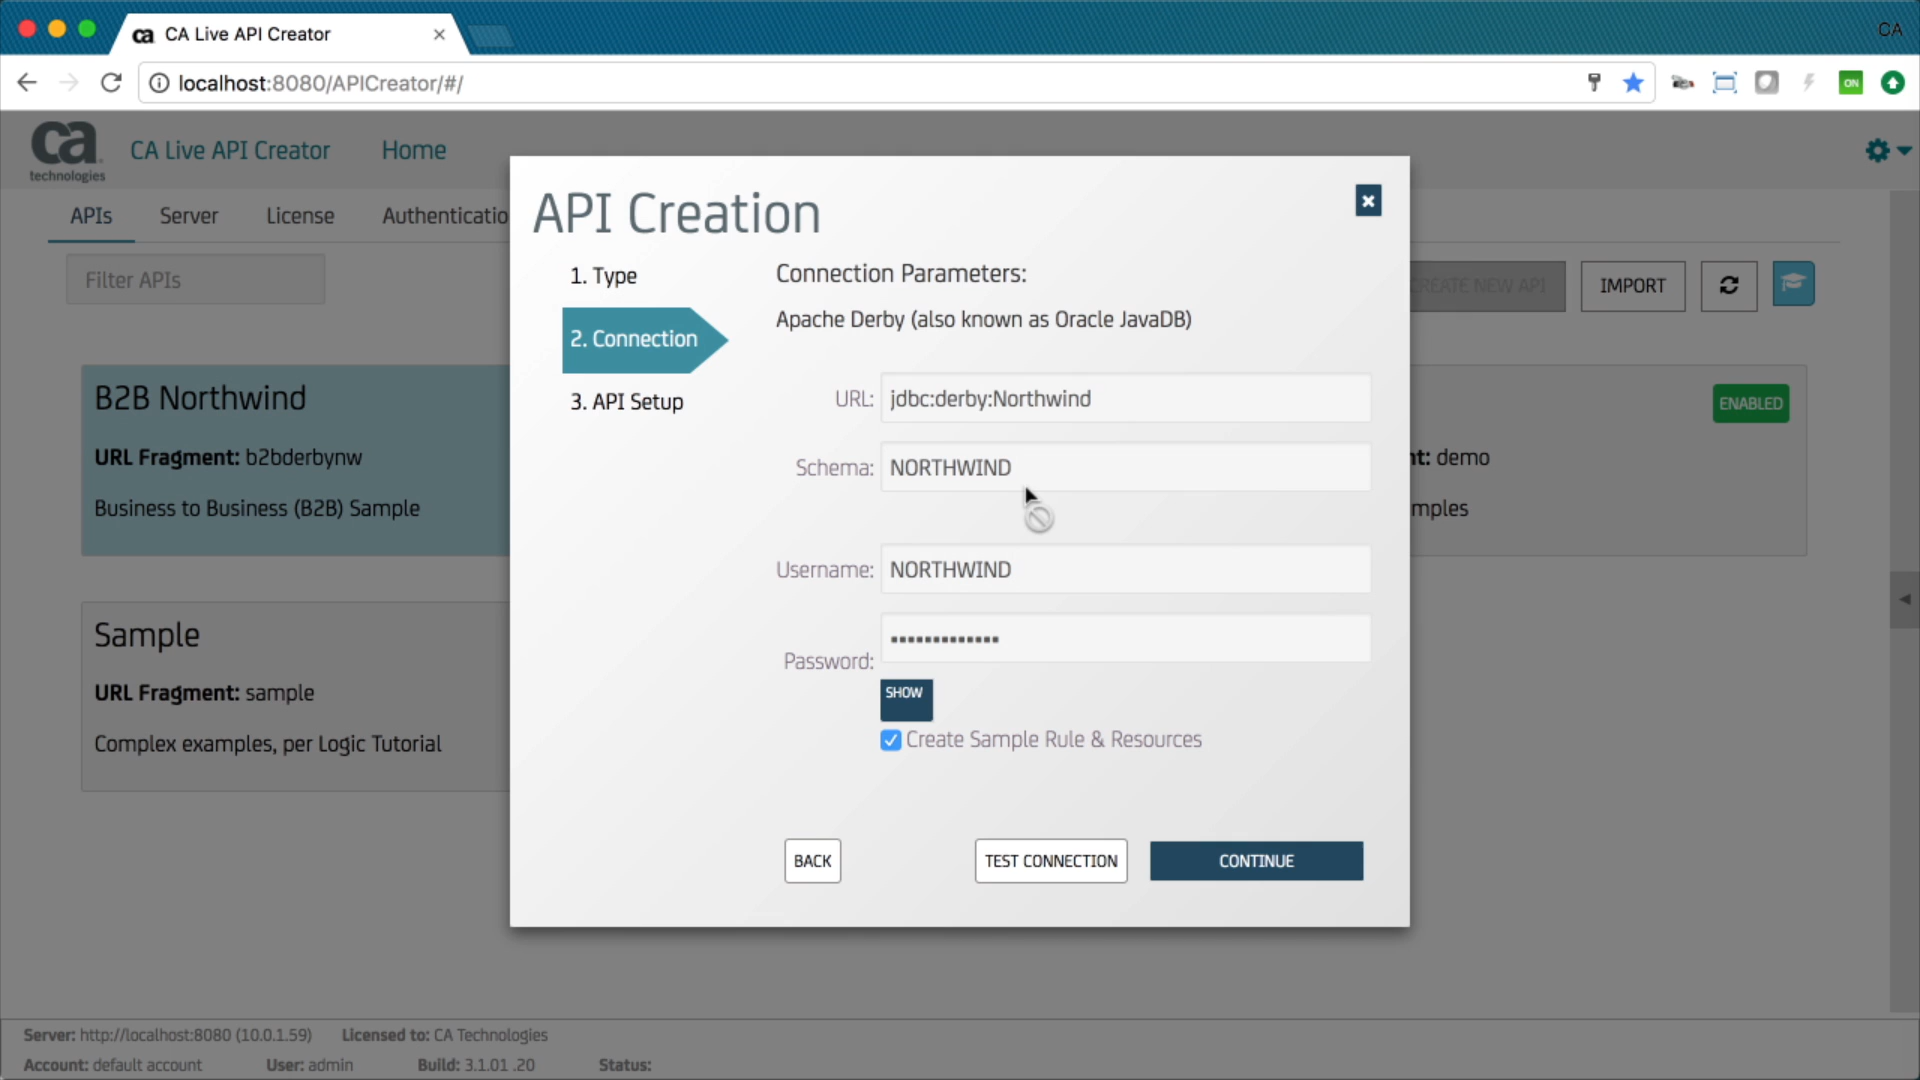 CA Live API Creator
CA
localhost:8080/APICreator/#/
ON
ca
technologies
CA Live API Creator
Home
APIs
Server
License
Authenticatio
Filter APIs
CREATE NEW API
IMPORT
B2B Northwind
URL Fragment: b2bderbynw
Business to Business (B2B) Sample
Sample
URL Fragment: sample
Complex examples, per Logic Tutorial
ENABLED
nt: demo
mples
API Creation
1. Type
2. Connection
3. API Setup
Connection Parameters:
Apache Derby (also known as Oracle JavaDB)
URL: jdbc:derby:Northwind
Schema: NORTHWIND
Username: NORTHWIND
Password: •••••••••••••
SHOW
Create Sample Rule & Resources
BACK
TEST CONNECTION
CONTINUE
Server: http://localhost:8080 (10.0.1.59) Licensed to: CA Technologies
Account: default account User: admin Build: 3.1.01 .20 Status: